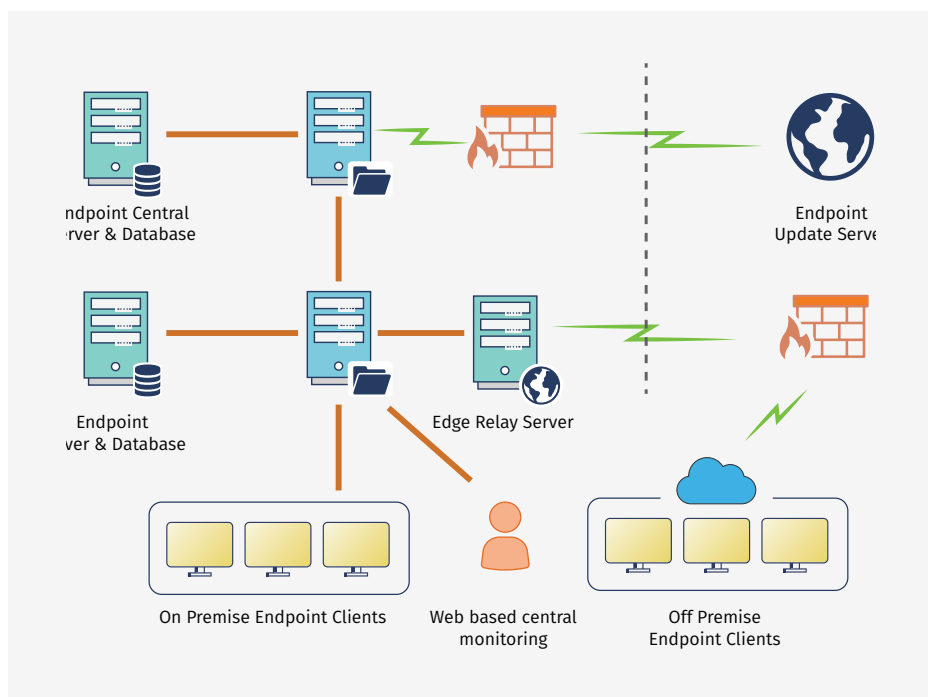 ndpoint Central
rver & Database
Endpoint
Update Serve
Endpoint
rver & Database
Edge Relay Server
On Premise Endpoint Clients
Web based central
monitoring
Off Premise
Endpoint Clients